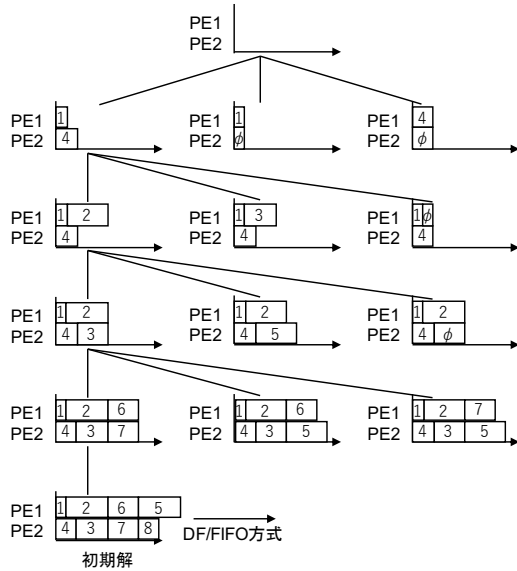 PE1
PE2
PE1 1
PE2 4
PE1 1
PE2 φ
PE1 4
PE2 φ
PE1 1 2
PE2 4
PE1 1 3
PE2 4
PE1 1 φ
PE2 4
PE1 1 2
PE2 4 3
PE1 1 2
PE2 4 5
PE1 1 2
PE2 4 φ
PE1 1 2 6
PE2 4 3 7
PE1 1 2 6
PE2 4 3 5
PE1 1 2 7
PE2 4 3 5
PE1 1 2 6 5
PE2 4 3 7 8
DF/FIFO方式
初期解